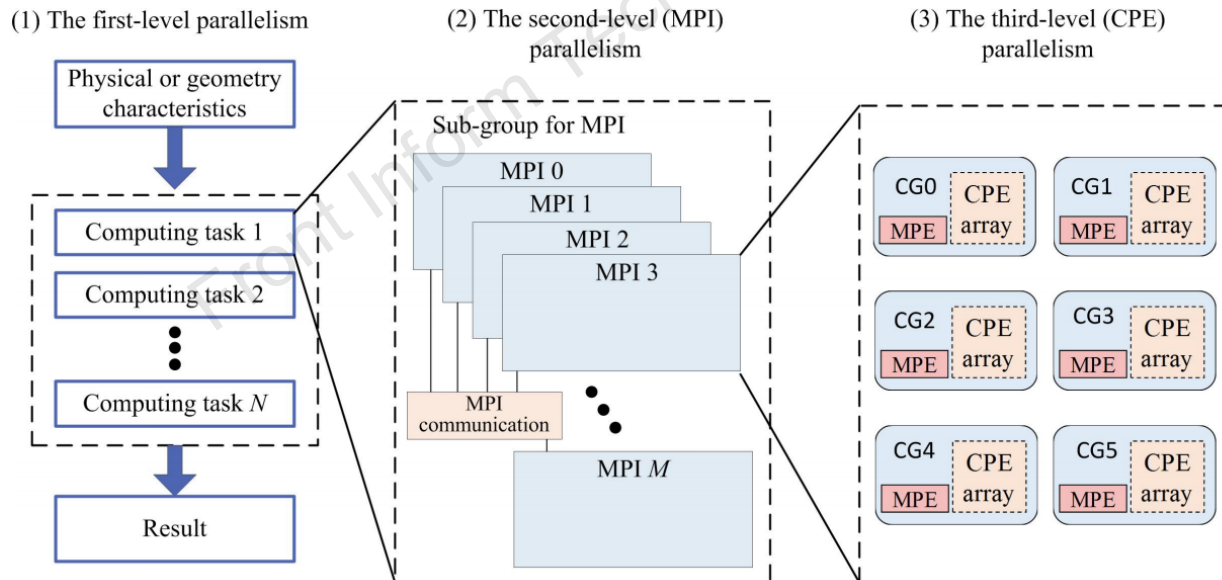 (1) The first-level parallelism
Physical or geometry
characteristics
Computing task 1
Computing task 2
Computing task N
Result
(2) The second-level (MPI)
parallelism
Sub-group for MPI
MPI 0
MPI 1
MPI 2
MPI 3
MPI
communication
MPI M
(3) The third-level (CPE)
parallelism
CG0
CPE
array
MPE
CG1
CPE
array
MPE
CG2
CPE
array
MPE
CG3
CPE
array
MPE
CG4
CPE
array
MPE
CG5
CPE
array
MPE
Front Inform Tec